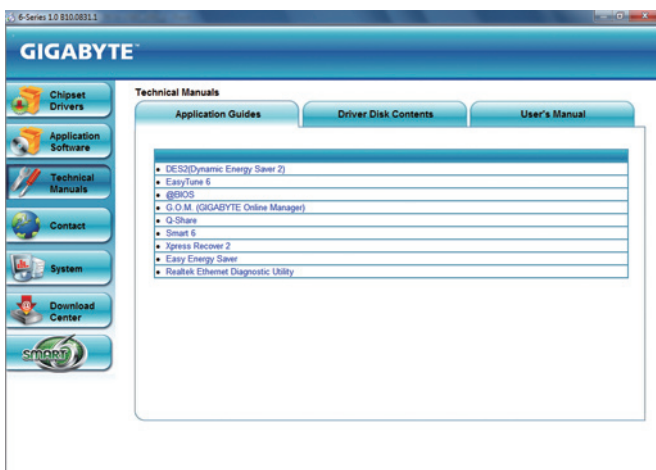 6-Series 1.0 B10.0831.1
GIGABYTE™
Chipset
Drivers
Application
Software
Technical
Manuals
Contact
System
Download
Center
SMART 6
Technical Manuals
Application Guides
Driver Disk Contents
User's Manual
DES2(Dynamic Energy Saver 2)
EasyTune 6
@BIOS
G.O.M. (GIGABYTE Online Manager)
Q-Share
Smart 6
Xpress Recover 2
Easy Energy Saver
Realtek Ethernet Diagnostic Utility